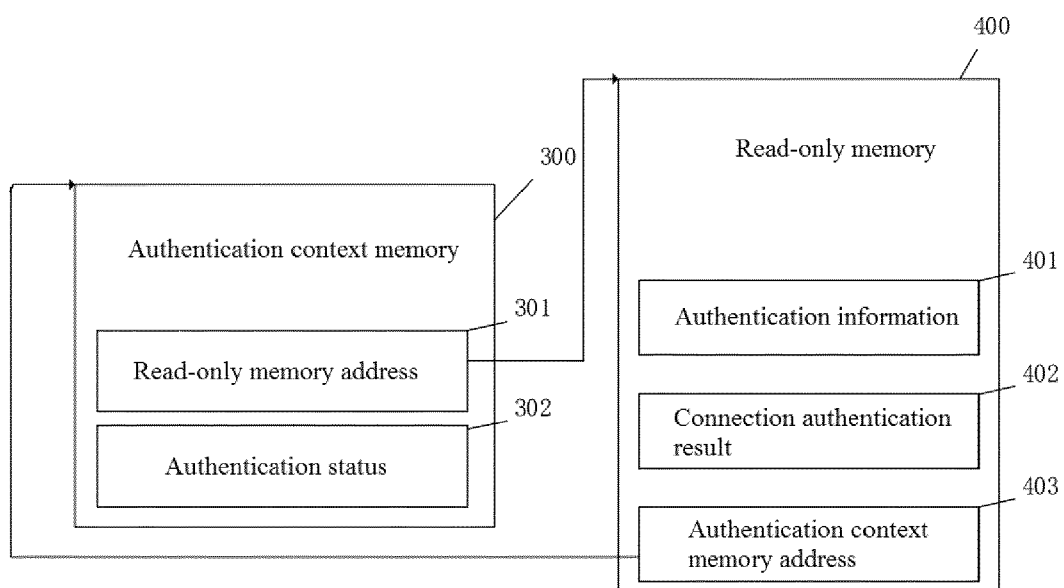 400
Read-only memory
300
Authentication context memory
401
Authentication information
301
Read-only memory address
402
Connection authentication
result
302
Authentication status
403
Authentication context
memory address